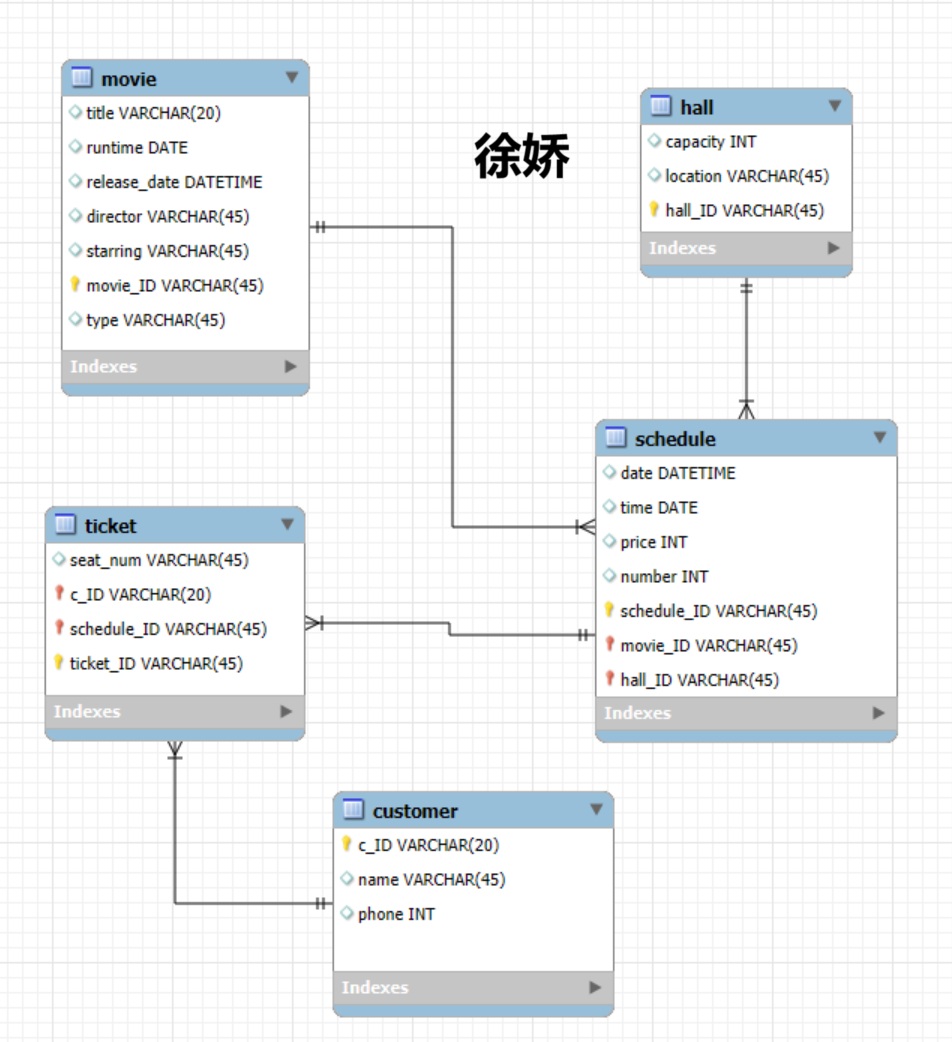 movie
title VARCHAR(20)
runtime DATE
release_date DATETIME
director VARCHAR(45)
starring VARCHAR(45)
movie_ID VARCHAR(45)
type VARCHAR(45)
Indexes
徐娇
hall
capacity INT
location VARCHAR(45)
hall_ID VARCHAR(45)
Indexes
schedule
date DATETIME
time DATE
price INT
number INT
schedule_ID VARCHAR(45)
movie_ID VARCHAR(45)
hall_ID VARCHAR(45)
Indexes
ticket
seat_num VARCHAR(45)
c_ID VARCHAR(20)
schedule_ID VARCHAR(45)
ticket_ID VARCHAR(45)
Indexes
customer
c_ID VARCHAR(20)
name VARCHAR(45)
phone INT
Indexes